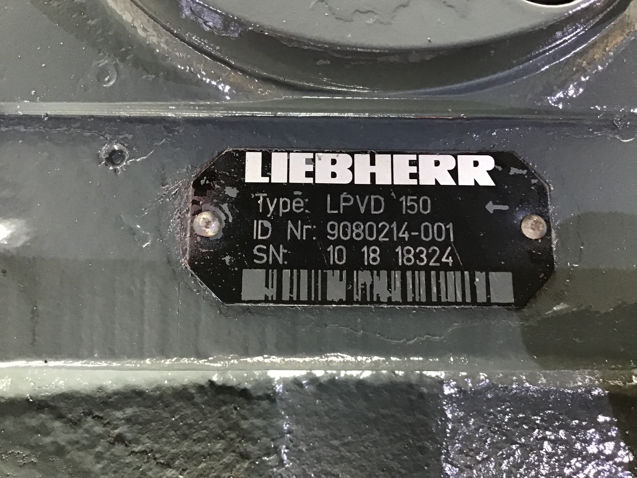 LIEBHERR
Type: LPVD 150
ID Nr: 9080214-001
SN: 10 18 18324